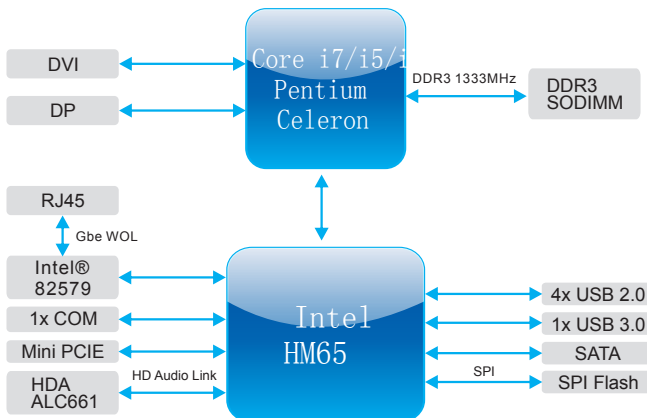 DVI
DP
Core i7/i5/i
Pentium
Celeron
DDR3 1333MHz
DDR3
SODIMM
RJ45
Gbe WOL
Intel®
82579
1x COM
Mini PCIE
HDA
ALC661
HD Audio Link
Intel
HM65
4x USB 2.0
1x USB 3.0
SATA
SPI
SPI Flash